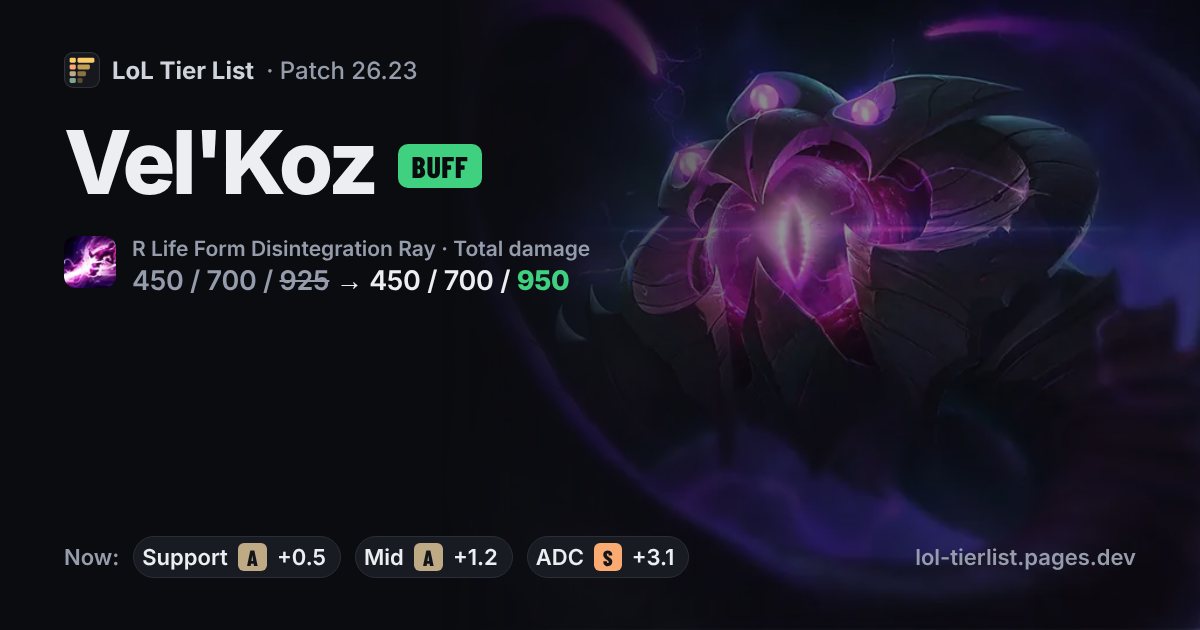 LoL Tier List · Patch 26.23
Vel'Koz BUFF
R Life Form Disintegration Ray · Total damage
450 / 700 / 925 → 450 / 700 / 950
Now: Support A +0.5 Mid A +1.2 ADC S +3.1 lol-tierlist.pages.dev